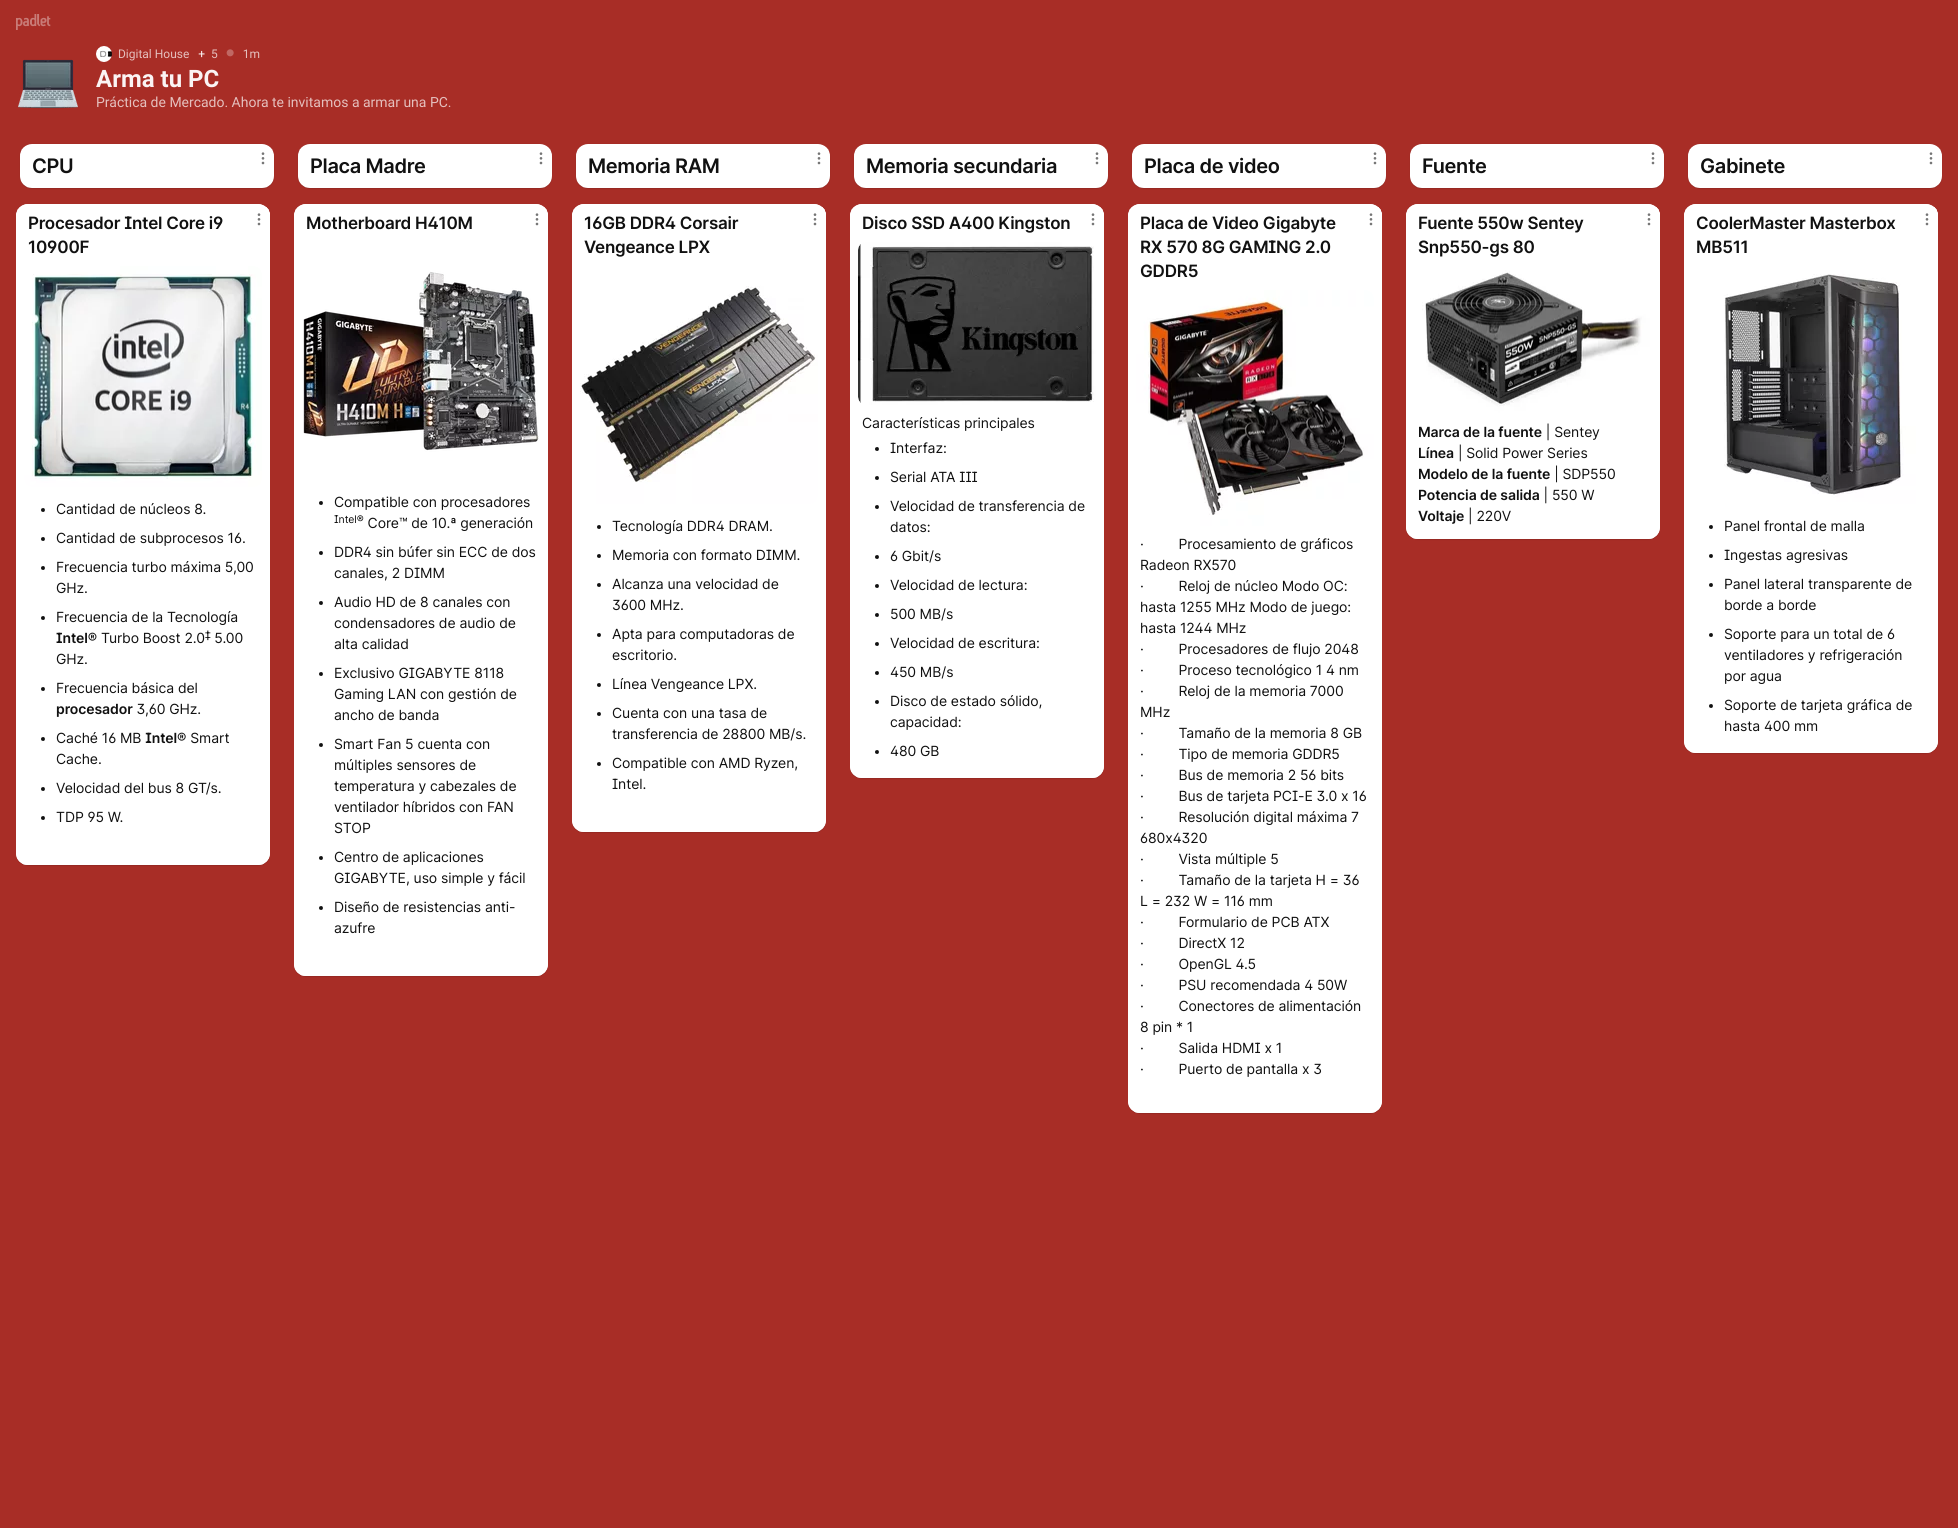 padlet
Digital House + 5 1m
Arma tu PC
Práctica de Mercado. Ahora te invitamos a armar una PC.
CPU
Procesador Intel Core i9
10900F
intel
CORE i9
R4
• Cantidad de núcleos 8.
• Cantidad de subprocesos 16.
• Frecuencia turbo máxima 5,00
GHz.
• Frecuencia de la Tecnología
Intel® Turbo Boost 2.0‡ 5.00
GHz.
• Frecuencia básica del
procesador 3,60 GHz.
• Caché 16 MB Intel® Smart
Cache.
• Velocidad del bus 8 GT/s.
• TDP 95 W.
Placa Madre
Motherboard H410M
GIGABYTE
GIGABYTE
H410M H
UD
ULTRA
DURABLE
H410M H
• Compatible con procesadores
Intel® Core™ de 10.ª generación
• DDR4 sin búfer sin ECC de dos
canales, 2 DIMM
• Audio HD de 8 canales con
condensadores de audio de
alta calidad
• Exclusivo GIGABYTE 8118
Gaming LAN con gestión de
ancho de banda
• Smart Fan 5 cuenta con
múltiples sensores de
temperatura y cabezales de
ventilador híbridos con FAN
STOP
• Centro de aplicaciones
GIGABYTE, uso simple y fácil
• Diseño de resistencias anti-
azufre
Memoria RAM
16GB DDR4 Corsair
Vengeance LPX
VENGEANCE
VENGEANCE
LPX
• Tecnología DDR4 DRAM.
• Memoria con formato DIMM.
• Alcanza una velocidad de
3600 MHz.
• Apta para computadoras de
escritorio.
• Línea Vengeance LPX.
• Cuenta con una tasa de
transferencia de 28800 MB/s.
• Compatible con AMD Ryzen,
Intel.
Memoria secundaria
Disco SSD A400 Kingston
Kingston
Características principales
• Interfaz:
• Serial ATA III
• Velocidad de transferencia de
datos:
• 6 Gbit/s
• Velocidad de lectura:
• 500 MB/s
• Velocidad de escritura:
• 450 MB/s
• Disco de estado sólido,
capacidad:
• 480 GB
Placa de video
Placa de Video Gigabyte
RX 570 8G GAMING 2.0
GDDR5
GIGABYTE
GIGABYTE
RADEON
RX
· Procesamiento de gráficos
Radeon RX570
· Reloj de núcleo Modo OC:
hasta 1255 MHz Modo de juego:
hasta 1244 MHz
· Procesadores de flujo 2048
· Proceso tecnológico 1 4 nm
· Reloj de la memoria 7000
MHz
· Tamaño de la memoria 8 GB
· Tipo de memoria GDDR5
· Bus de memoria 2 56 bits
· Bus de tarjeta PCI-E 3.0 x 16
· Resolución digital máxima 7
680x4320
· Vista múltiple 5
· Tamaño de la tarjeta H = 36
L = 232 W = 116 mm
· Formulario de PCB ATX
· DirectX 12
· OpenGL 4.5
· PSU recomendada 4 50W
· Conectores de alimentación
8 pin * 1
· Salida HDMI x 1
· Puerto de pantalla x 3
Fuente
Fuente 550w Sentey
Snp550-gs 80
550W SNP550-GS
Marca de la fuente | Sentey
Línea | Solid Power Series
Modelo de la fuente | SDP550
Potencia de salida | 550 W
Voltaje | 220V
Gabinete
CoolerMaster Masterbox
MB511
• Panel frontal de malla
• Ingestas agresivas
• Panel lateral transparente de
borde a borde
• Soporte para un total de 6
ventiladores y refrigeración
por agua
• Soporte de tarjeta gráfica de
hasta 400 mm